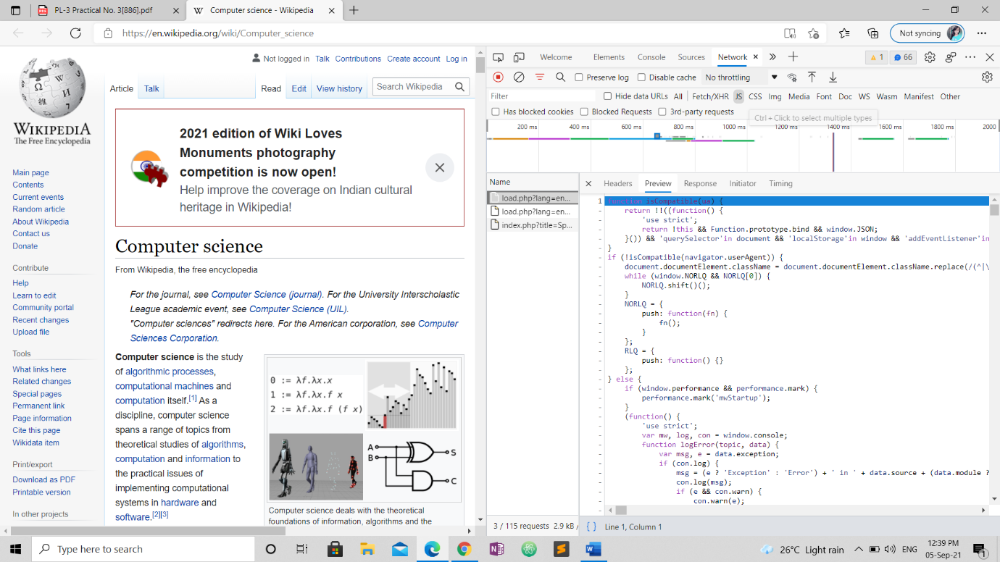 PL-3 Practical No. 3[886].pdf
Computer science - Wikipedia
https://en.wikipedia.org/wiki/Computer_science
Not syncing
WIKIPEDIA
The Free Encyclopedia
Main page
Contents
Current events
Random article
About Wikipedia
Contact us
Donate
Contribute
Help
Learn to edit
Community portal
Recent changes
Upload file
Tools
What links here
Related changes
Special pages
Permanent link
Page information
Cite this page
Wikidata item
Print/export
Download as PDF
Printable version
In other projects
Not logged in Talk Contributions Create account Log in
Article Talk Read Edit View history Search Wikipedia
2021 edition of Wiki Loves
Monuments photography
competition is now open!
Help improve the coverage on Indian cultural
heritage in Wikipedia!
Computer science
From Wikipedia, the free encyclopedia
For the journal, see Computer Science (journal). For the University Interscholastic
League academic event, see Computer Science (UIL).
"Computer sciences" redirects here. For the American corporation, see Computer
Sciences Corporation.
Computer science is the study
of algorithmic processes,
computational machines and
computation itself.[1] As a
discipline, computer science
spans a range of topics from
theoretical studies of algorithms,
computation and information to
the practical issues of
implementing computational
systems in hardware and
software.[2][3]
0 := λf.λx.x
1 := λf.λx.f x
2 := λf.λx.f (f x)
A
B
S
C
Computer science deals with the theoretical
foundations of information, algorithms and the
Welcome Elements Console Sources Network 1 66
Preserve log Disable cache No throttling
Filter Hide data URLs All Fetch/XHR JS CSS Img Media Font Doc WS Wasm Manifest Other
Has blocked cookies Blocked Requests 3rd-party requests
Ctrl + Click to select multiple types
200 ms 400 ms 600 ms 800 ms 1000 ms 1200 ms 1400 ms 1600 ms 1800 ms 2000
Name
load.php?lang=en...
load.php?lang=en...
index.php?title=Sp...
3 / 115 requests 2.9 kB /
Headers Preview Response Initiator Timing
1 function isCompatible(ua) {
- return !!((function() {
- 'use strict';
- return !this && Function.prototype.bind && window.JSON;
- }()) && 'querySelector'in document && 'localStorage'in window && 'addEventListener'in
- }
- if (!isCompatible(navigator.userAgent)) {
- document.documentElement.className = document.documentElement.className.replace(/(^|\
- while (window.NORLQ && NORLQ[0]) {
- NORLQ.shift()();
- }
- NORLQ = {
- push: function(fn) {
- fn();
- }
- };
- RLQ = {
- push: function() {}
- };
- } else {
- if (window.performance && performance.mark) {
- performance.mark('mwStartup');
- }
- (function() {
- 'use strict';
- var mw, log, con = window.console;
- function logError(topic, data) {
- var msg, e = data.exception;
- if (con.log) {
- msg = (e ? 'Exception' : 'Error') + ' in ' + data.source + (data.module ?
- con.log(msg);
- if (e && con.warn) {
- con.warn(e);
{ } Line 1, Column 1
Type here to search
26°C Light rain ENG 12:39 PM
05-Sep-21
1